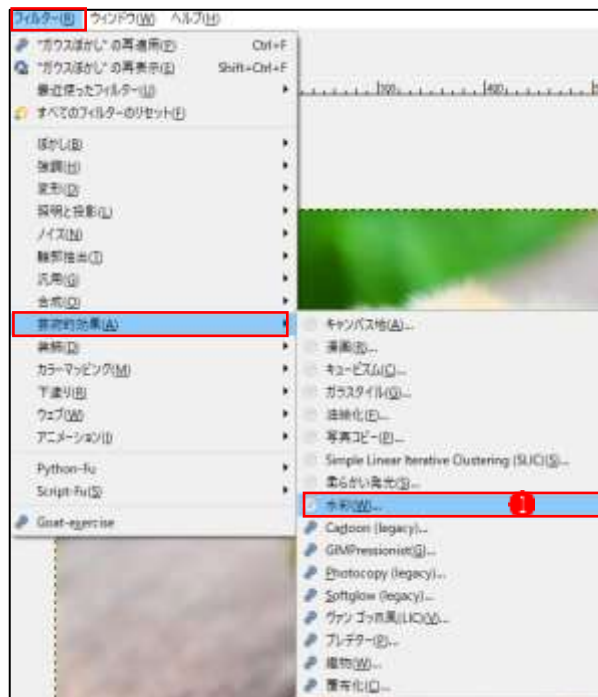 フィルター(R) ウィンドウ(W) ヘルプ(H)
"ガウスぼかし" の再適用(P) Ctrl+F
"ガウスぼかし" の再表示(E) Shift+Ctrl+F
最近使ったフィルター(U)
すべてのフィルターのリセット(F)
ぼかし(B)
強調(H)
変形(D)
照明と投影(L)
ノイズ(N)
輪郭抽出(T)
汎用(G)
合成(O)
芸術的効果(A)
装飾(D)
カラーマッピング(M)
下塗り(R)
ウェブ(W)
アニメーション(I)
Python-Fu
Script-Fu(S)
Goat-exercise
300
400
キャンバス地(A)...
漫画(R)...
キュービズム(C)...
ガラスタイル(G)...
油絵化(F)...
写真コピー(P)...
Simple Linear Iterative Clustering (SLIC)(S)...
柔らかい発光(S)...
水彩(W)...
1
Cartoon (legacy)...
GIMPressionist(G)...
Photocopy (legacy)...
Softglow (legacy)...
ヴァン ゴッホ風(LIC)(V)...
プレデター(P)...
織物(W)...
覆布化(C)...